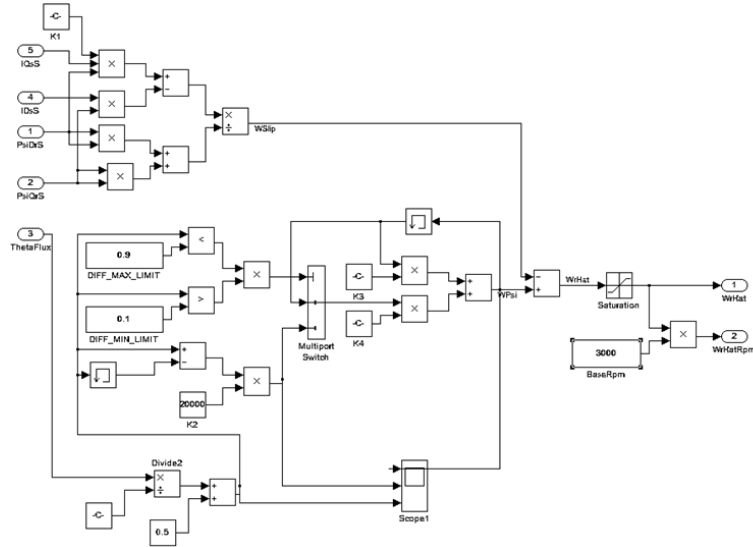 -C-
K1
5
IQsS
4
IDsS
1
PsiDrS
2
PsiQrS
WSlip
3
ThetaFlux
0.9
DIFF_MAX_LIMIT
0.1
DIFF_MIN_LIMIT
20000
K2
Multiport
Switch
-C-
K3
-C-
K4
WPsi
WrHat
Saturation
1
WrHat
2
WrHatRpm
3000
BaseRpm
Divide2
-C-
0.5
Scope1